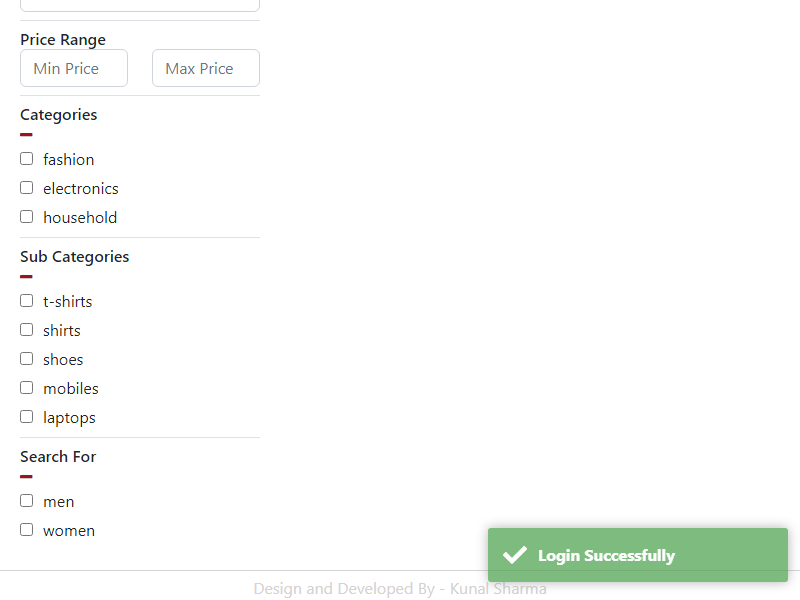 Price Range
Min Price Max Price
Categories
fashion
electronics
household
Sub Categories
t-shirts
shirts
shoes
mobiles
laptops
Search For
men
women
Login Successfully
Design and Developed By - Kunal Sharma